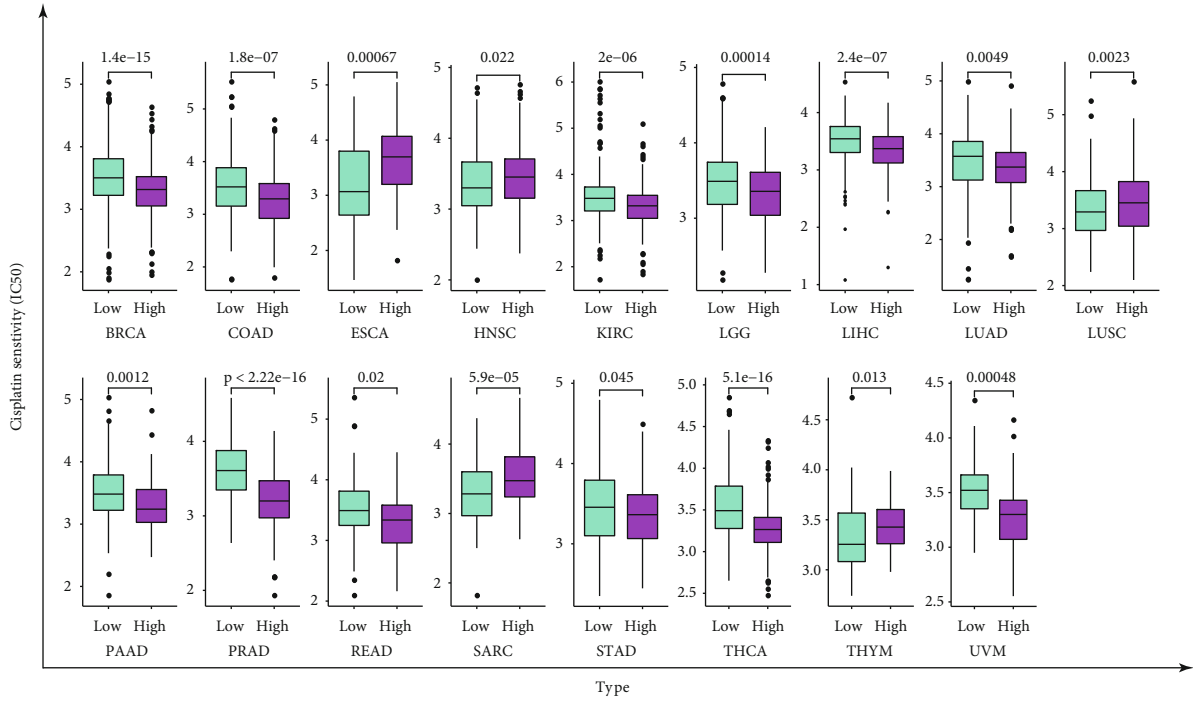 Cisplatin senstivity (IC50)
1.4e−15
5
4
3
2
Low High
BRCA
1.8e−07
5
4
3
2
Low High
COAD
0.00067
5
4
3
2
Low High
ESCA
0.022
5
4
3
2
Low High
HNSC
2e−06
6
5
4
3
2
Low High
KIRC
0.00014
5
4
3
Low High
LGG
2.4e−07
4
3
2
1
Low High
LIHC
0.0049
5
4
3
2
Low High
LUAD
0.0023
5
4
3
2
Low High
LUSC
0.0012
5
4
3
2
Low High
PAAD
p < 2.22e−16
4
3
2
Low High
PRAD
0.02
5
4
3
2
Low High
READ
5.9e−05
4
3
2
Low High
SARC
0.045
5
4
3
Low High
STAD
5.1e−16
5.0
4.5
4.0
3.5
3.0
2.5
Low High
THCA
0.013
4.5
4.0
3.5
3.0
Low High
THYM
0.00048
4.5
4.0
3.5
3.0
2.5
Low High
UVM
Type